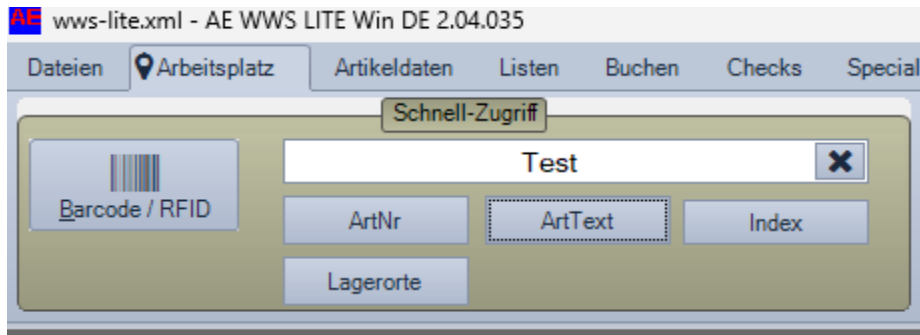 AE wws-lite.xml - AE WWS LITE Win DE 2.04.035
Dateien Arbeitsplatz Artikeldaten Listen Buchen Checks Special
Schnell-Zugriff
Test
Barcode / RFID
ArtNr ArtText Index
Lagerorte